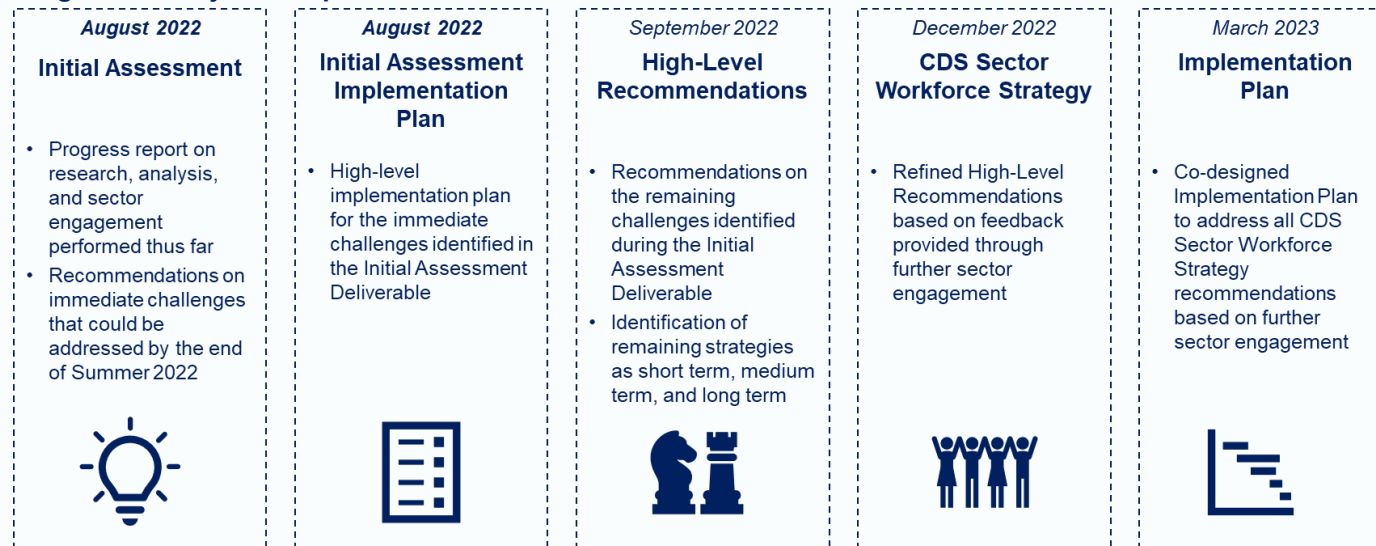 August 2022
Initial Assessment
• Progress report on
research, analysis,
and sector
engagement
performed thus far
• Recommendations on
immediate challenges
that could be
addressed by the end
of Summer 2022
August 2022
Initial Assessment
Implementation
Plan
• High-level
implementation plan
for the immediate
challenges identified in
the Initial Assessment
Deliverable
September 2022
High-Level
Recommendations
• Recommendations on
the remaining
challenges identified
during the Initial
Assessment
Deliverable
• Identification of
remaining strategies
as short term, medium
term, and long term
December 2022
CDS Sector
Workforce Strategy
• Refined High-Level
Recommendations
based on feedback
provided through
further sector
engagement
March 2023
Implementation
Plan
• Co-designed
Implementation Plan
to address all CDS
Sector Workforce
Strategy
recommendations
based on further
sector engagement